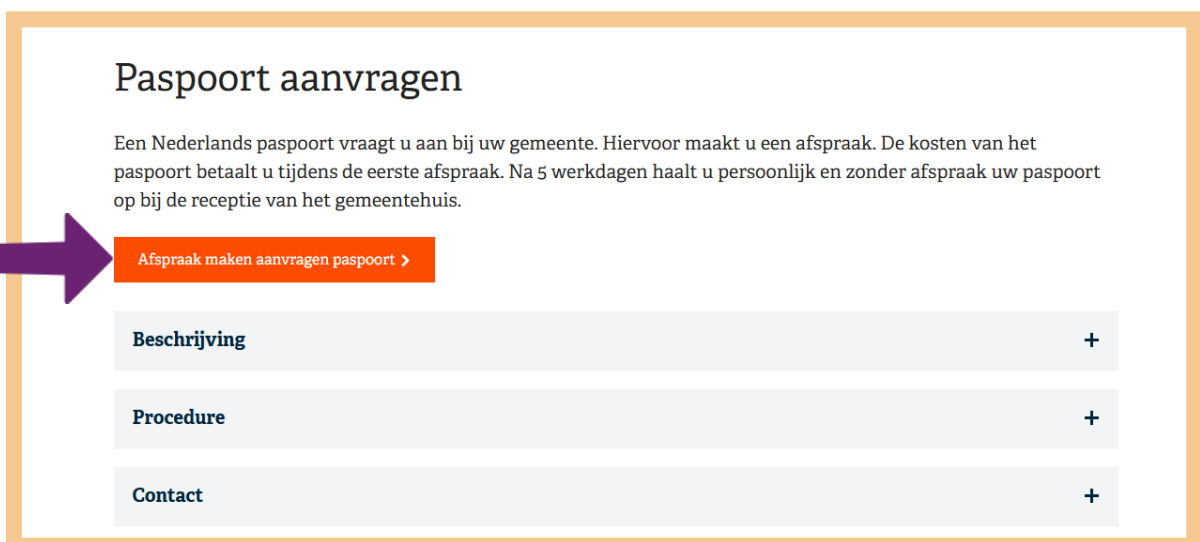 Paspoort aanvragen
Een Nederlands paspoort vraagt u aan bij uw gemeente. Hiervoor maakt u een afspraak. De kosten van het
paspoort betaalt u tijdens de eerste afspraak. Na 5 werkdagen haalt u persoonlijk en zonder afspraak uw paspoort
op bij de receptie van het gemeentehuis.
Afspraak maken aanvragen paspoort >
Beschrijving +
Procedure +
Contact +